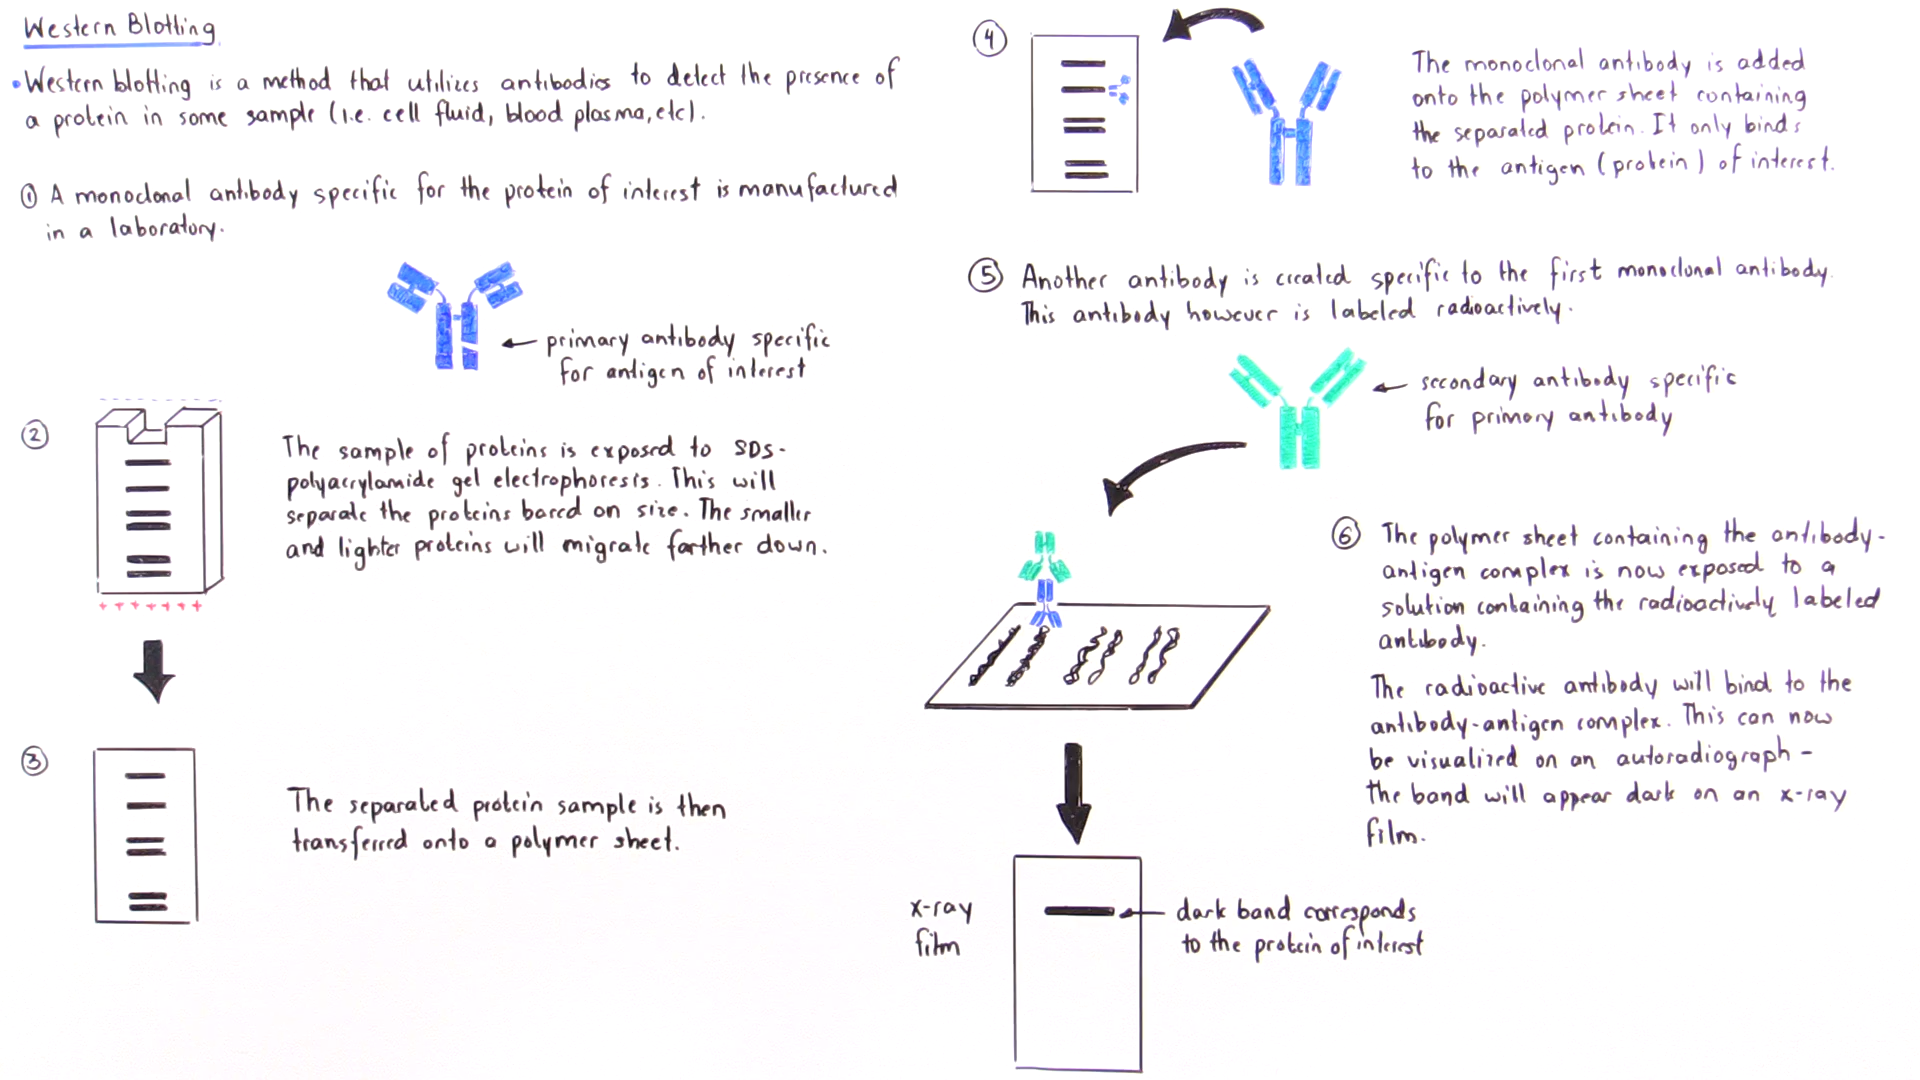 Western Blotting
• Western blotting is a method that utilizes antibodies to detect the presence of
a protein in some sample (i.e. cell fluid, blood plasma, etc).
① A monoclonal antibody specific for the protein of interest is manufactured
in a laboratory.
← primary antibody specific
for antigen of interest
②
The sample of proteins is exposed to SDS-
polyacrylamide gel electrophoresis. This will
separate the proteins based on size. The smaller
and lighter proteins will migrate farther down.
+ + + + + + +
③
The separated protein sample is then
transferred onto a polymer sheet.
④
The monoclonal antibody is added
onto the polymer sheet containing
the separated protein. It only binds
to the antigen (protein) of interest.
⑤ Another antibody is created specific to the first monoclonal antibody.
This antibody however is labeled radioactively.
← secondary antibody specific
for primary antibody
⑥ The polymer sheet containing the antibody-
antigen complex is now exposed to a
solution containing the radioactively labeled
antibody.
The radioactive antibody will bind to the
antibody-antigen complex. This can now
be visualized on an autoradiograph -
the band will appear dark on an x-ray
film.
x-ray
film
← dark band corresponds
to the protein of interest